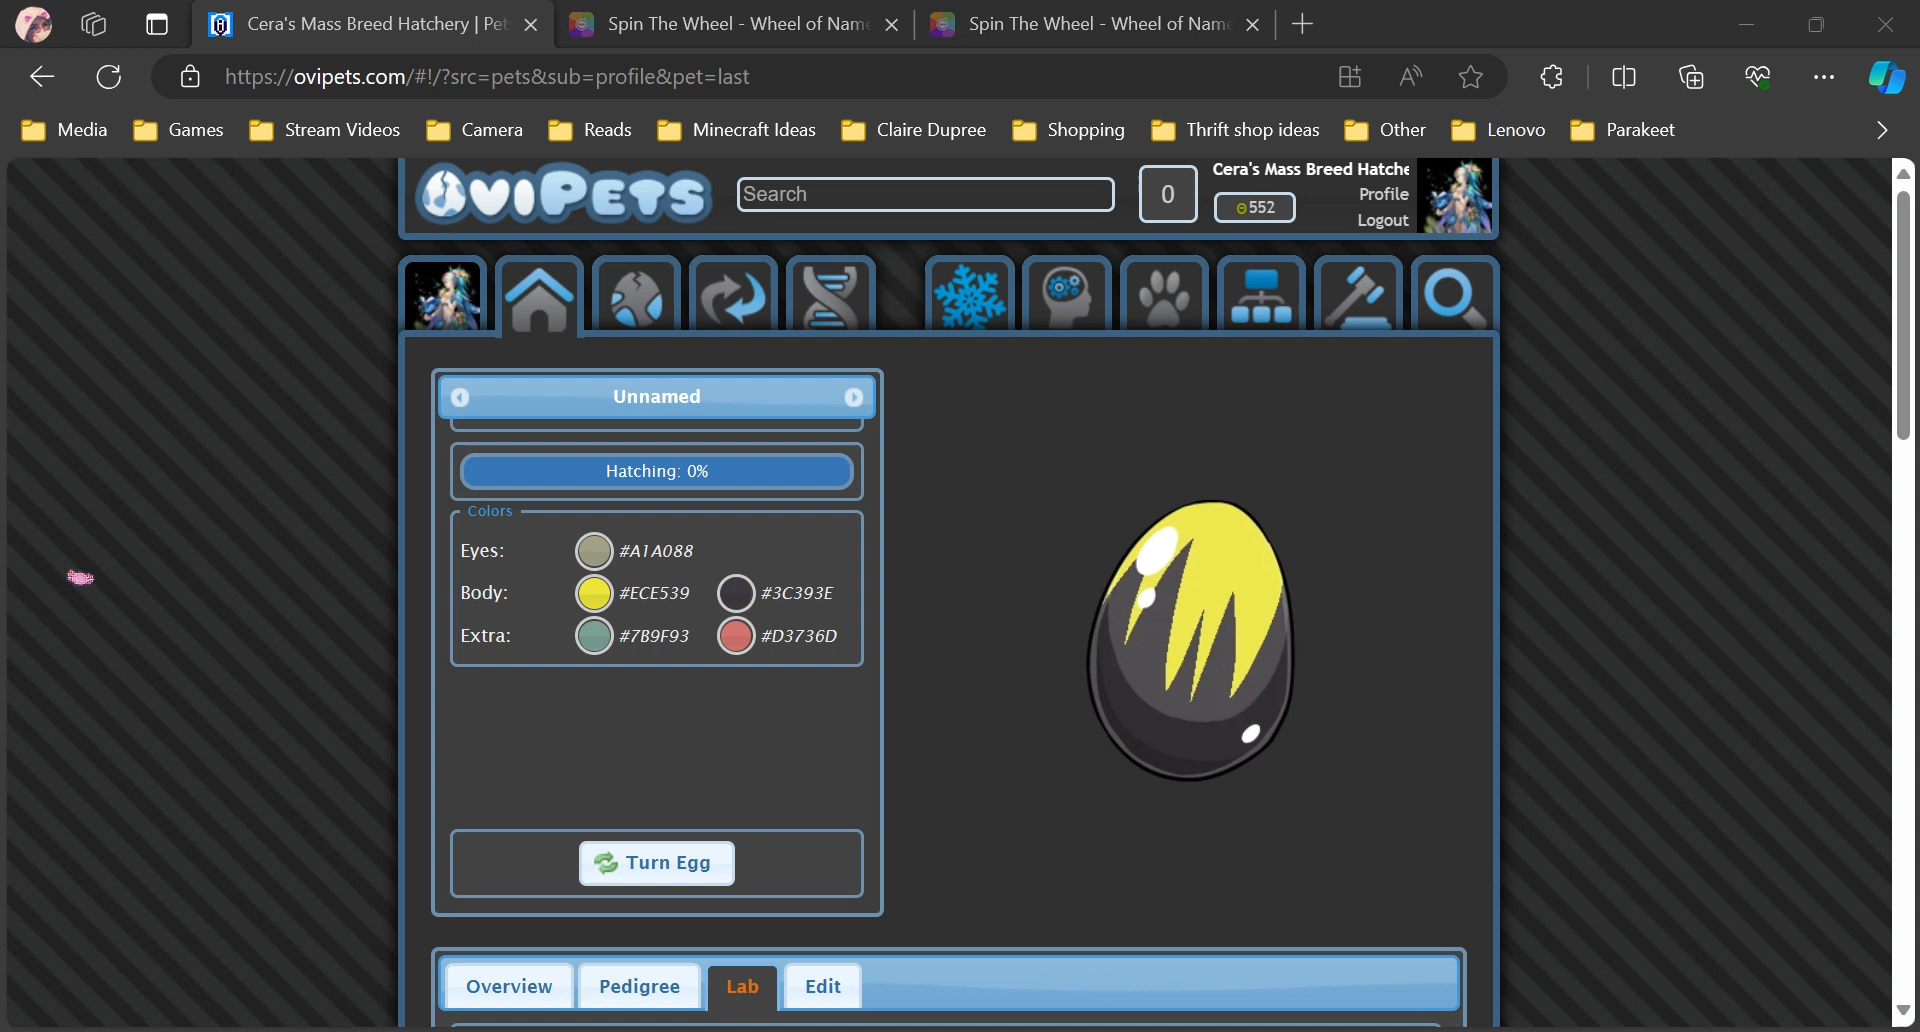 Cera's Mass Breed Hatchery | Pet
Spin The Wheel - Wheel of Name
Spin The Wheel - Wheel of Name
https://ovipets.com/#!/?src=pets&sub=profile&pet=last
Media
Games
Stream Videos
Camera
Reads
Minecraft Ideas
Claire Dupree
Shopping
Thrift shop ideas
Other
Lenovo
Parakeet
OviPets
Search
0
Cera's Mass Breed Hatche
552
Profile
Logout
Unnamed
Hatching: 0%
Colors
Eyes: #A1A088
Body: #ECE539 #3C393E
Extra: #7B9F93 #D3736D
Turn Egg
Overview Pedigree Lab Edit